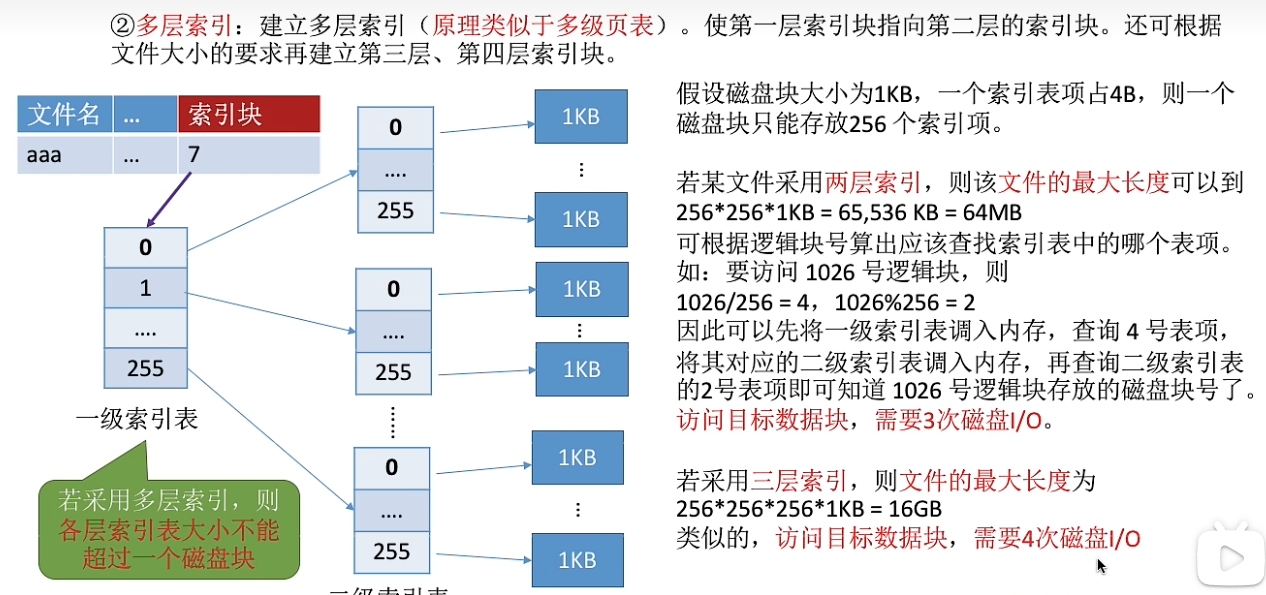 ②多层索引：建立多层索引（原理类似于多级页表）。使第一层索引块指向第二层的索引块。还可根据
文件大小的要求再建立第三层、第四层索引块。
文件名 ... 索引块
aaa ... 7
0
1
....
255
一级索引表
若采用多层索引，则
各层索引表大小不能
超过一个磁盘块
0
....
255
0
....
255
0
....
255
二级索引表
1KB
1KB
1KB
1KB
1KB
1KB
假设磁盘块大小为1KB，一个索引表项占4B，则一个
磁盘块只能存放256 个索引项。
若某文件采用两层索引，则该文件的最大长度可以到
256*256*1KB = 65,536 KB = 64MB
可根据逻辑块号算出应该查找索引表中的哪个表项。
如：要访问 1026 号逻辑块，则
1026/256 = 4，1026%256 = 2
因此可以先将一级索引表调入内存，查询 4 号表项，
将其对应的二级索引表调入内存，再查询二级索引表
的2号表项即可知道 1026 号逻辑块存放的磁盘块号了。
访问目标数据块，需要3次磁盘I/O。
若采用三层索引，则文件的最大长度为
256*256*256*1KB = 16GB
类似的，访问目标数据块，需要4次磁盘I/O